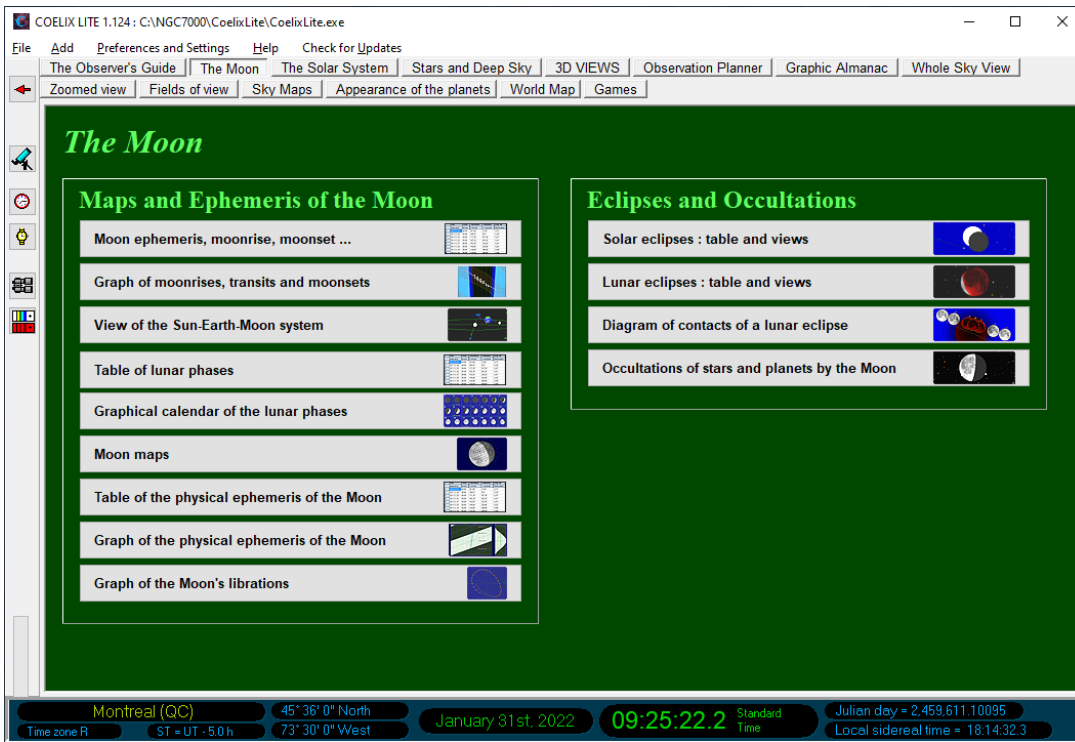 COELIX LITE 1.124 : C:\NGC7000\CoelixLite\CoelixLite.exe
File Add Preferences and Settings Help Check for Updates
The Observer's Guide The Moon The Solar System Stars and Deep Sky 3D VIEWS Observation Planner Graphic Almanac Whole Sky View
Zoomed view Fields of view Sky Maps Appearance of the planets World Map Games
The Moon
Maps and Ephemeris of the Moon
Moon ephemeris, moonrise, moonset ...
Graph of moonrises, transits and moonsets
View of the Sun-Earth-Moon system
Table of lunar phases
Graphical calendar of the lunar phases
Moon maps
Table of the physical ephemeris of the Moon
Graph of the physical ephemeris of the Moon
Graph of the Moon's librations
Eclipses and Occultations
Solar eclipses : table and views
Lunar eclipses : table and views
Diagram of contacts of a lunar eclipse
Occultations of stars and planets by the Moon
Montreal (QC)
Time zone R ST = UT - 5.0 h
45° 36' 0" North
73° 30' 0" West
January 31st, 2022
09:25:22.2 Standard Time
Julian day = 2,459,611.10095
Local sidereal time = 18:14:32.3